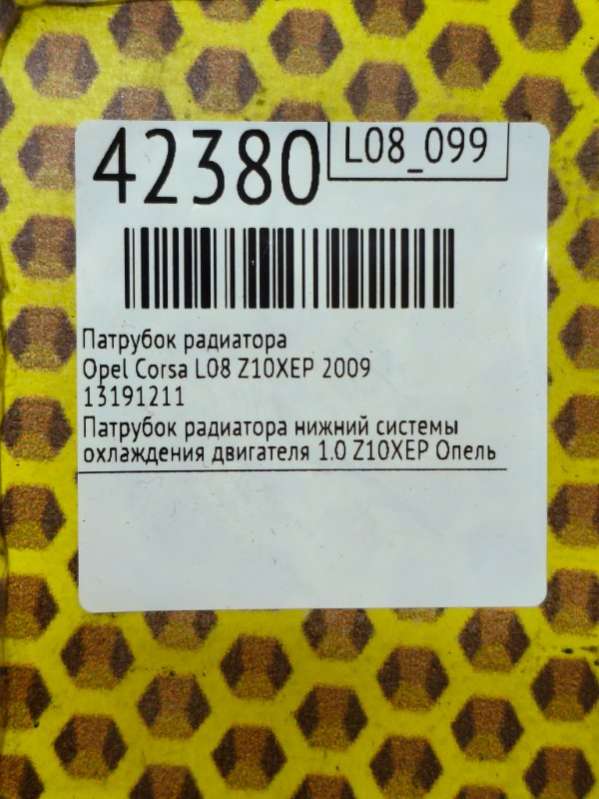 42380
L08_099
Патрубок радиатора
Opel Corsa L08 Z10XEP 2009
13191211
Патрубок радиатора нижний системы
охлаждения двигателя 1.0 Z10XEP Опель